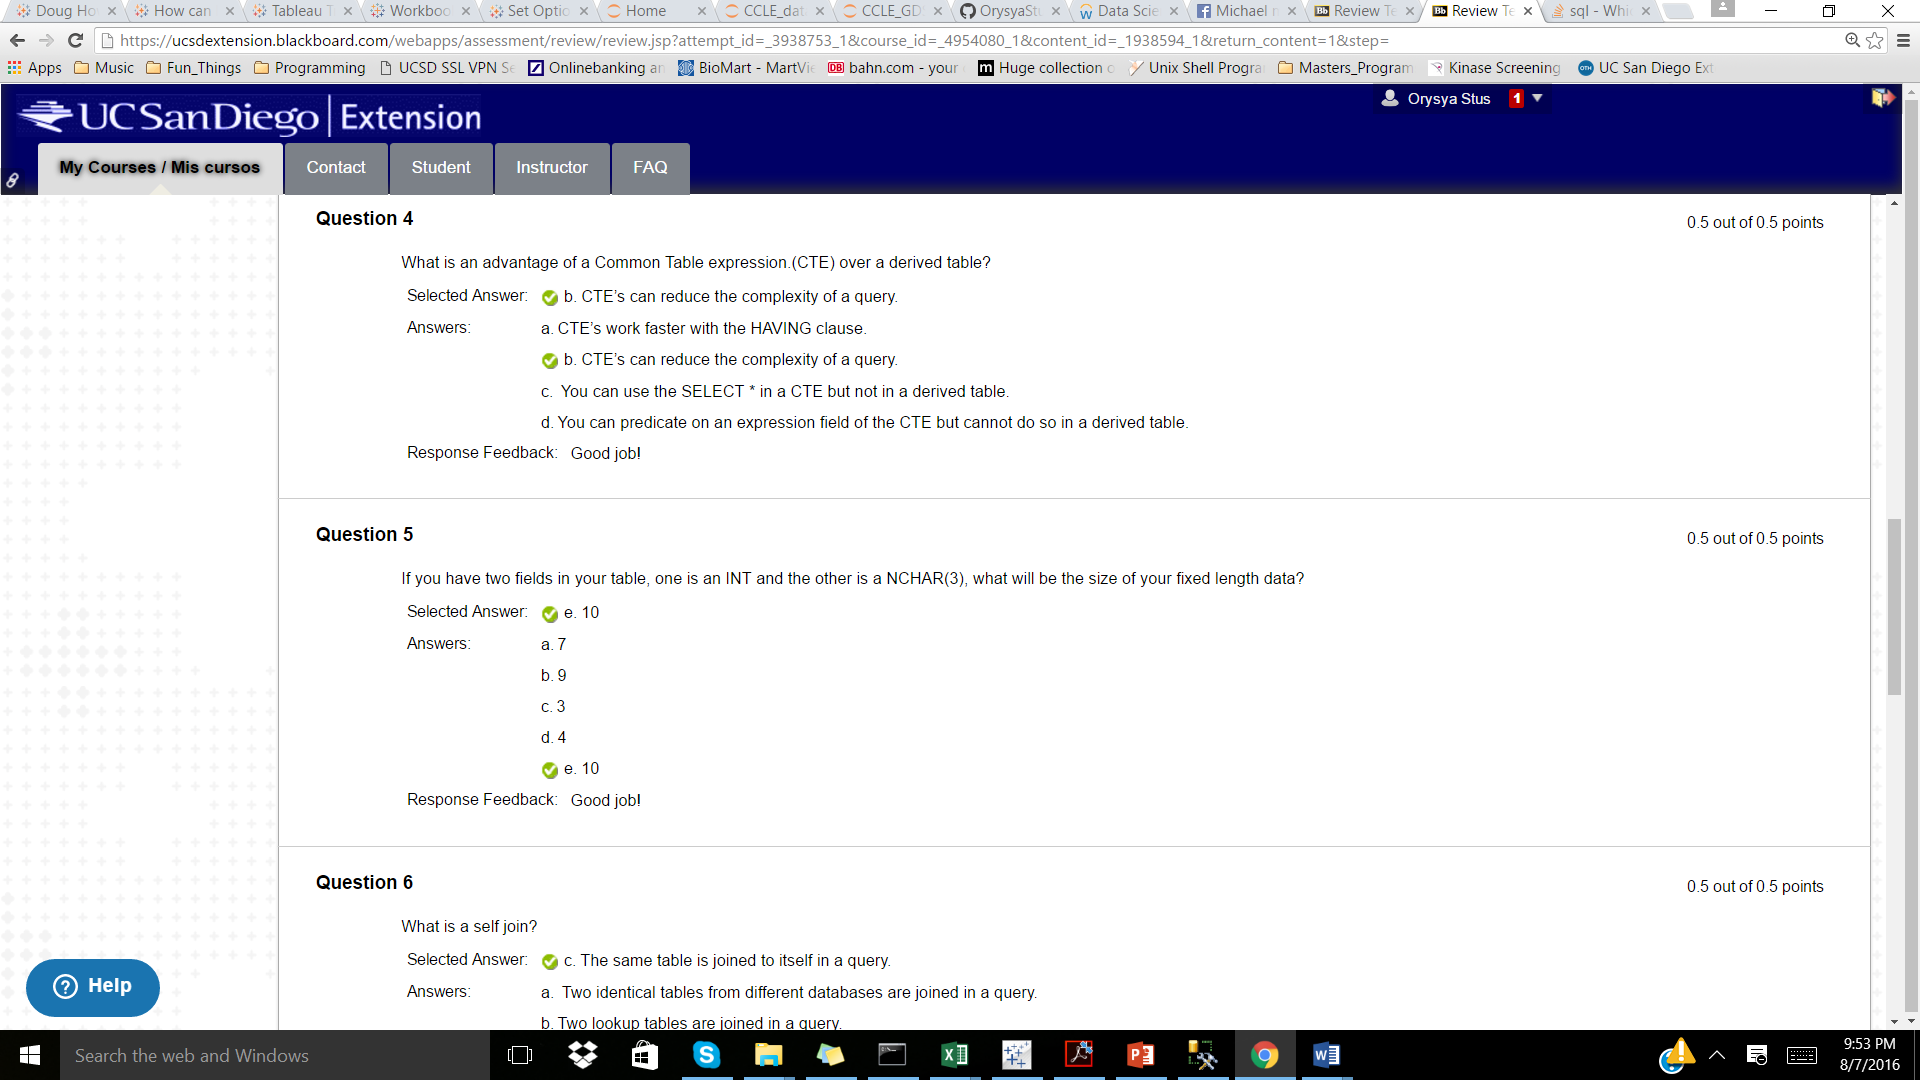 Doug Ho
How can
Tableau T
Workboo
Set Optio
Home
CCLE_dat
CCLE_GD
OrysyaSt
Data Scie
Michael
Review Te
Review Te
sql - Whi
https://ucsdextension.blackboard.com/webapps/assessment/review/review.jsp?attempt_id=_3938753_1&course_id=_4954080_1&content_id=_1938594_1&return_content=1&step=
Apps Music Fun_Things Programming UCSD SSL VPN Se Onlinebanking an BioMart - MartVie bahn.com - your Huge collection o Unix Shell Progra Masters_Program Kinase Screening UC San Diego Ext
UC San Diego | Extension
Orysya Stus 1
My Courses / Mis cursos
Contact
Student
Instructor
FAQ
Question 4
0.5 out of 0.5 points
What is an advantage of a Common Table expression.(CTE) over a derived table?
Selected Answer: b. CTE's can reduce the complexity of a query.
Answers: a. CTE's work faster with the HAVING clause.
b. CTE's can reduce the complexity of a query.
c. You can use the SELECT * in a CTE but not in a derived table.
d. You can predicate on an expression field of the CTE but cannot do so in a derived table.
Response Feedback: Good job!
Question 5
0.5 out of 0.5 points
If you have two fields in your table, one is an INT and the other is a NCHAR(3), what will be the size of your fixed length data?
Selected Answer: e. 10
Answers: a. 7
b. 9
c. 3
d. 4
e. 10
Response Feedback: Good job!
Question 6
0.5 out of 0.5 points
What is a self join?
Selected Answer: c. The same table is joined to itself in a query.
Answers: a. Two identical tables from different databases are joined in a query.
b. Two lookup tables are joined in a query.
Help
Search the web and Windows
9:53 PM
8/7/2016